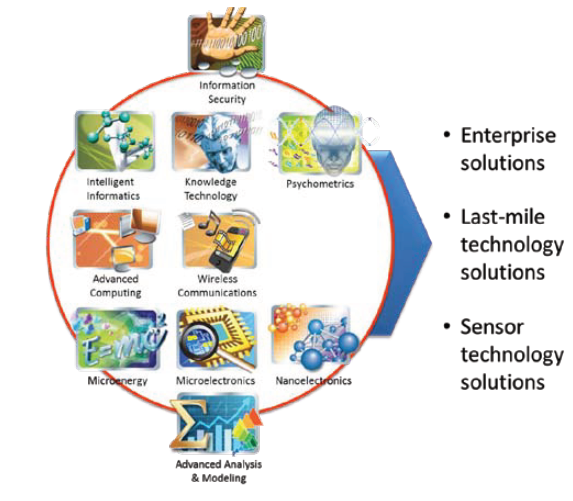 Information
Security
Intelligent
Informatics
Knowledge
Technology
Psychometrics
Advanced
Computing
Wireless
Communications
E=mc²
Microenergy
Microelectronics
Nanoelectronics
Σ
Advanced Analysis
& Modeling
• Enterprise
solutions
• Last-mile
technology
solutions
• Sensor
technology
solutions